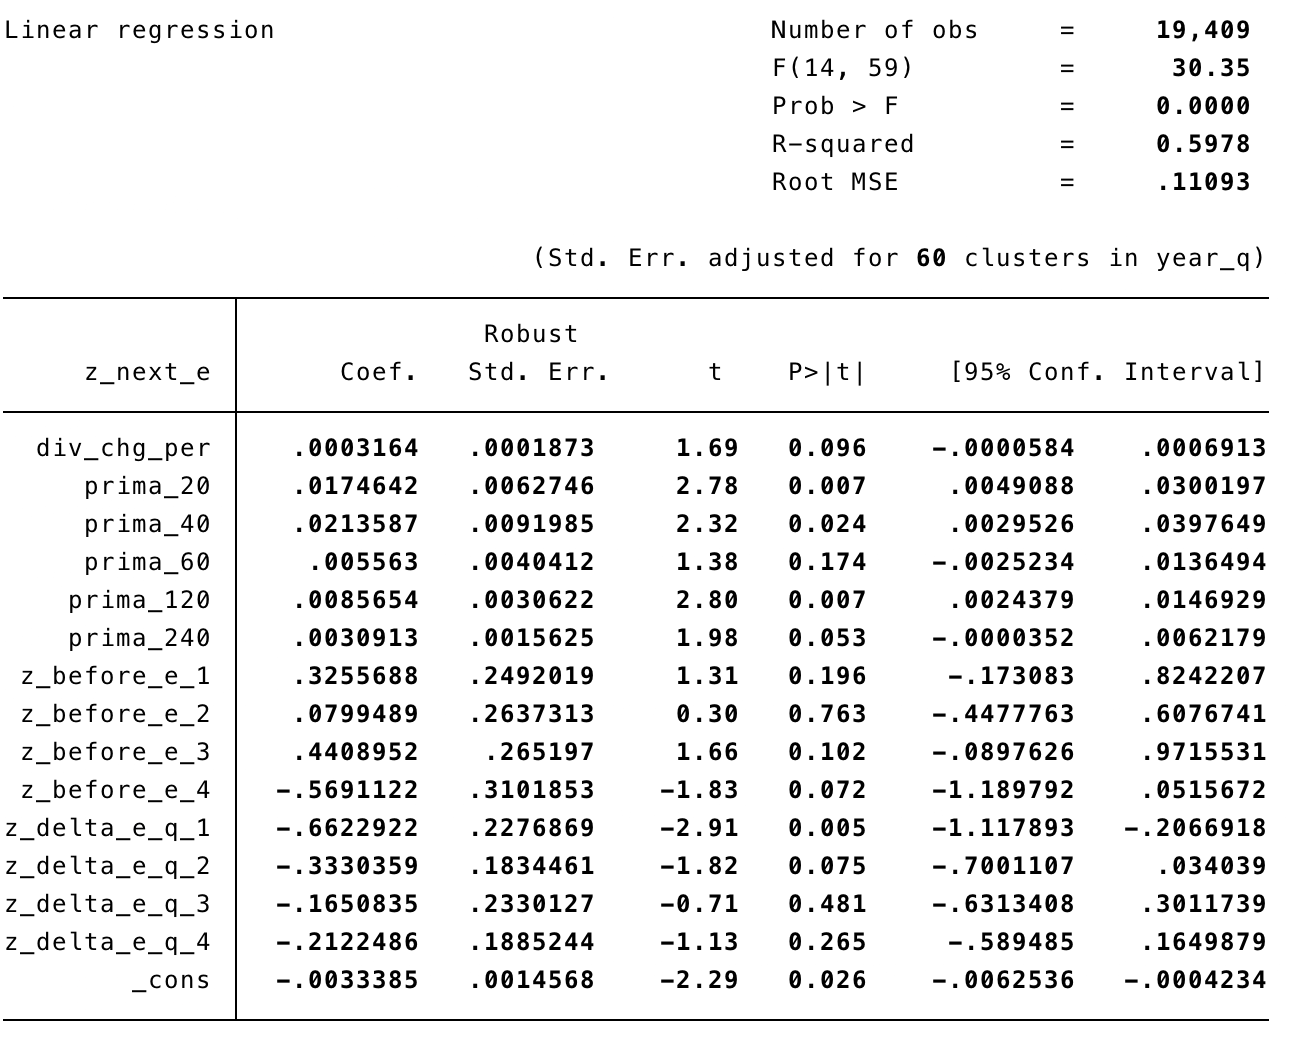 Linear regression Number of obs = 19,409
F(14, 59) = 30.35
Prob > F = 0.0000
R-squared = 0.5978
Root MSE = .11093
(Std. Err. adjusted for 60 clusters in year_q)
Robust
z_next_e Coef. Std. Err. t P>|t| [95% Conf. Interval]
div_chg_per .0003164 .0001873 1.69 0.096 -.0000584 .0006913
prima_20 .0174642 .0062746 2.78 0.007 .0049088 .0300197
prima_40 .0213587 .0091985 2.32 0.024 .0029526 .0397649
prima_60 .005563 .0040412 1.38 0.174 -.0025234 .0136494
prima_120 .0085654 .0030622 2.80 0.007 .0024379 .0146929
prima_240 .0030913 .0015625 1.98 0.053 -.0000352 .0062179
z_before_e_1 .3255688 .2492019 1.31 0.196 -.173083 .8242207
z_before_e_2 .0799489 .2637313 0.30 0.763 -.4477763 .6076741
z_before_e_3 .4408952 .265197 1.66 0.102 -.0897626 .9715531
z_before_e_4 -.5691122 .3101853 -1.83 0.072 -1.189792 .0515672
z_delta_e_q_1 -.6622922 .2276869 -2.91 0.005 -1.117893 -.2066918
z_delta_e_q_2 -.3330359 .1834461 -1.82 0.075 -.7001107 .034039
z_delta_e_q_3 -.1650835 .2330127 -0.71 0.481 -.6313408 .3011739
z_delta_e_q_4 -.2122486 .1885244 -1.13 0.265 -.589485 .1649879
_cons -.0033385 .0014568 -2.29 0.026 -.0062536 -.0004234